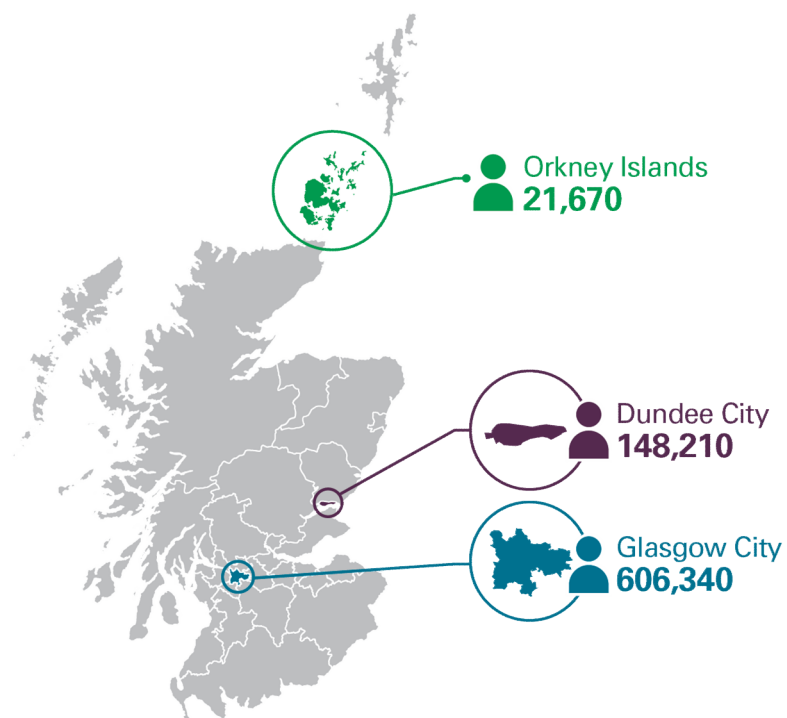 Orkney Islands
21,670
Dundee City
148,210
Glasgow City
606,340